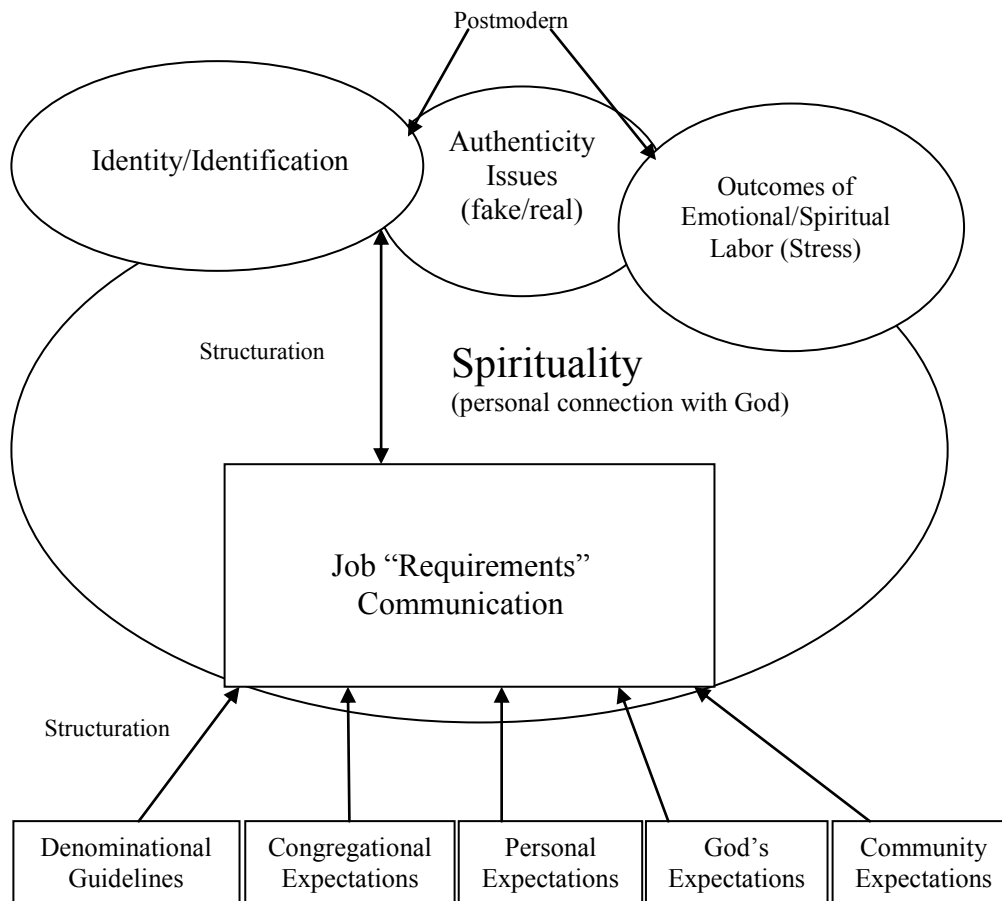 Postmodern
Identity/Identification
Authenticity
Issues
(fake/real)
Outcomes of
Emotional/Spiritual
Labor (Stress)
Structuration
Spirituality
(personal connection with God)
Job “Requirements”
Communication
Structuration
Denominational
Guidelines
Congregational
Expectations
Personal
Expectations
God’s
Expectations
Community
Expectations